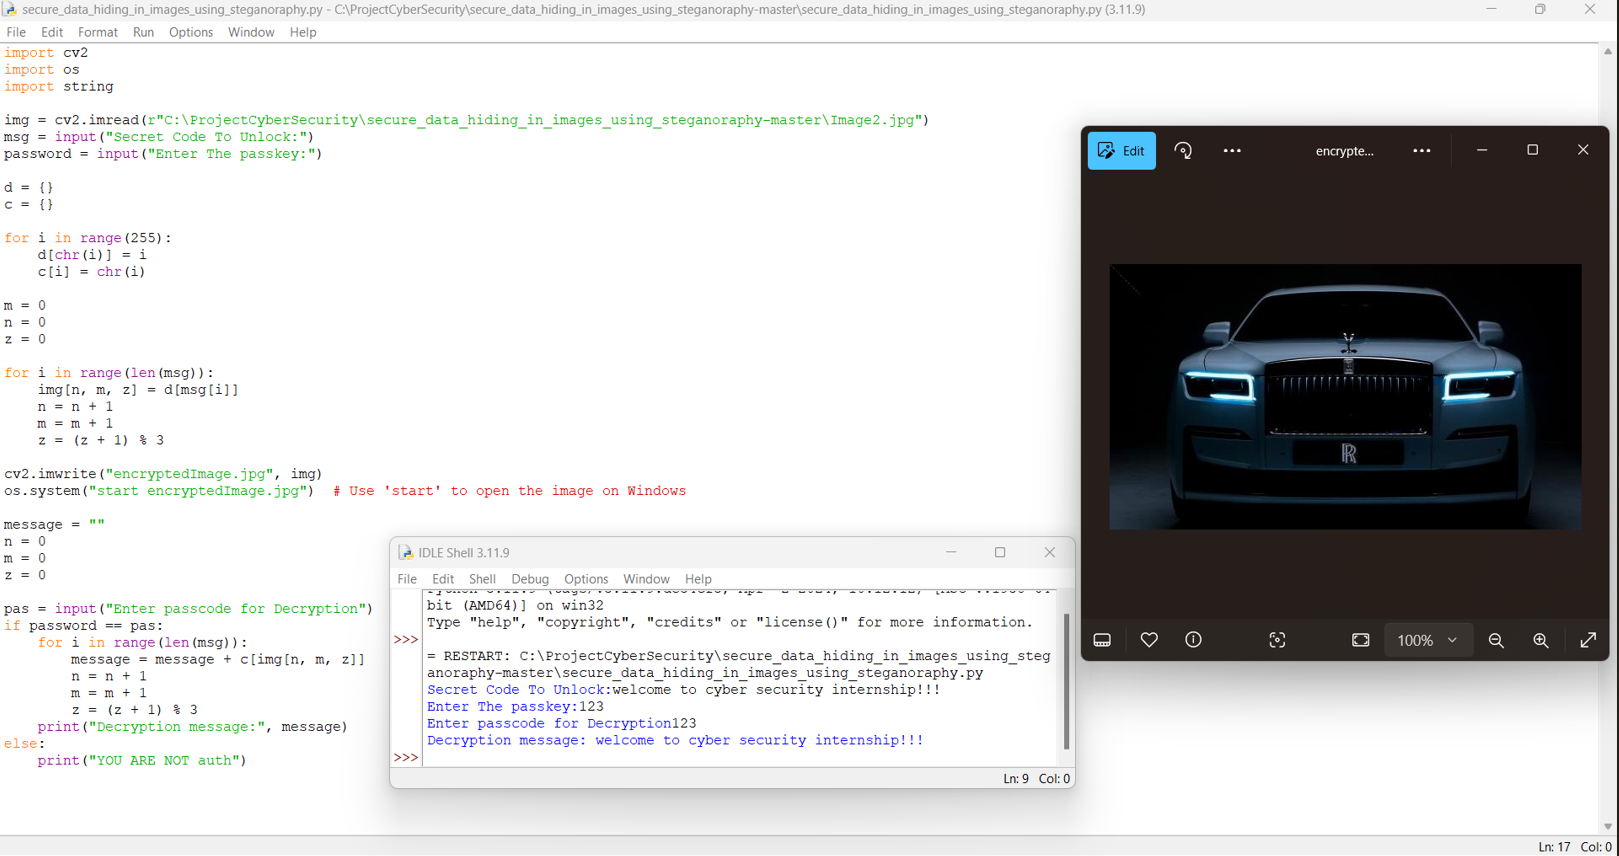 secure_data_hiding_in_images_using_steganoraphy.py - C:\ProjectCyberSecurity\secure_data_hiding_in_images_using_steganoraphy-master\secure_data_hiding_in_images_using_steganoraphy.py (3.11.9)
File Edit Format Run Options Window Help
import cv2
import os
import string
img = cv2.imread(r"C:\ProjectCyberSecurity\secure_data_hiding_in_images_using_steganoraphy-master\Image2.jpg")
msg = input("Secret Code To Unlock:")
password = input("Enter The passkey:")
d = {}
c = {}
for i in range(255):
    d[chr(i)] = i
    c[i] = chr(i)
m = 0
n = 0
z = 0
for i in range(len(msg)):
    img[n, m, z] = d[msg[i]]
    n = n + 1
    m = m + 1
    z = (z + 1) % 3
cv2.imwrite("encryptedImage.jpg", img)
os.system("start encryptedImage.jpg")  # Use 'start' to open the image on Windows
message = ""
n = 0
m = 0
z = 0
pas = input("Enter passcode for Decryption")
if password == pas:
    for i in range(len(msg)):
        message = message + c[img[n, m, z]]
        n = n + 1
        m = m + 1
        z = (z + 1) % 3
    print("Decryption message:", message)
else:
    print("YOU ARE NOT auth")
Ln: 17 Col: 0
Edit
encrypte...
RR
100%
IDLE Shell 3.11.9
File Edit Shell Debug Options Window Help
bit (AMD64)] on win32
Type "help", "copyright", "credits" or "license()" for more information.
>>>
= RESTART: C:\ProjectCyberSecurity\secure_data_hiding_in_images_using_steg
anoraphy-master\secure_data_hiding_in_images_using_steganoraphy.py
Secret Code To Unlock:welcome to cyber security internship!!!
Enter The passkey:123
Enter passcode for Decryption123
Decryption message: welcome to cyber security internship!!!
>>>
Ln: 9 Col: 0